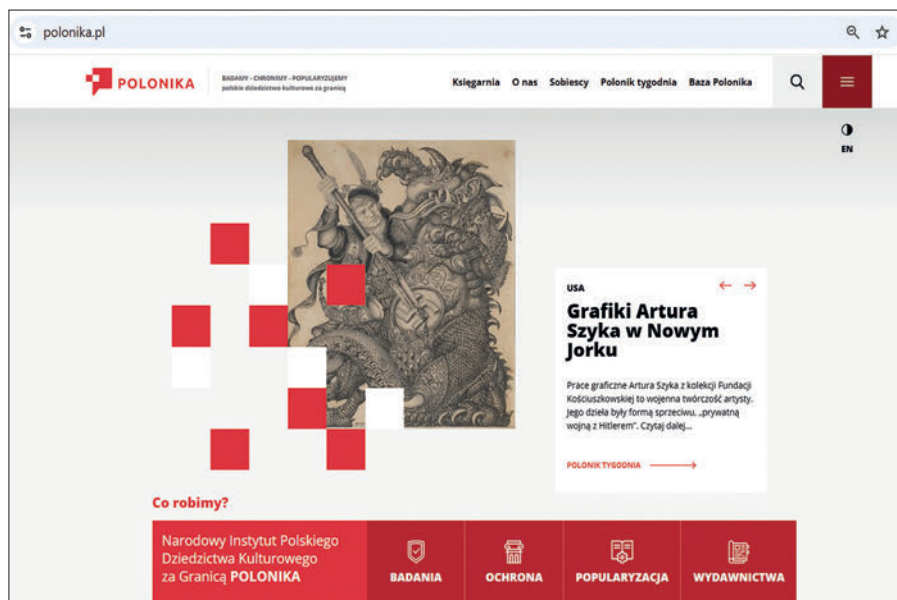 polonika.pl
POLONIKA
BADAMY - CHRONIMY - POPULARYZUJEMY
polskie dziedzictwo kulturowe za granicą
Księgarnia O nas Sobiescy Polonik tygodnia Baza Polonika
EN
USA
Grafiki Artura
Szyka w Nowym
Jorku
Prace graficzne Artura Szyka z kolekcji Fundacji
Kościuszkowskiej to wojenna twórczość artysty.
Jego dzieła były formą sprzeciwu, „prywatną
wojną z Hitlerem”. Czytaj dalej...
POLONIK TYGODNIA
Co robimy?
Narodowy Instytut Polskiego
Dziedzictwa Kulturowego
za Granicą POLONIKA
BADANIA
OCHRONA
POPULARYZACJA
WYDAWNICTWA